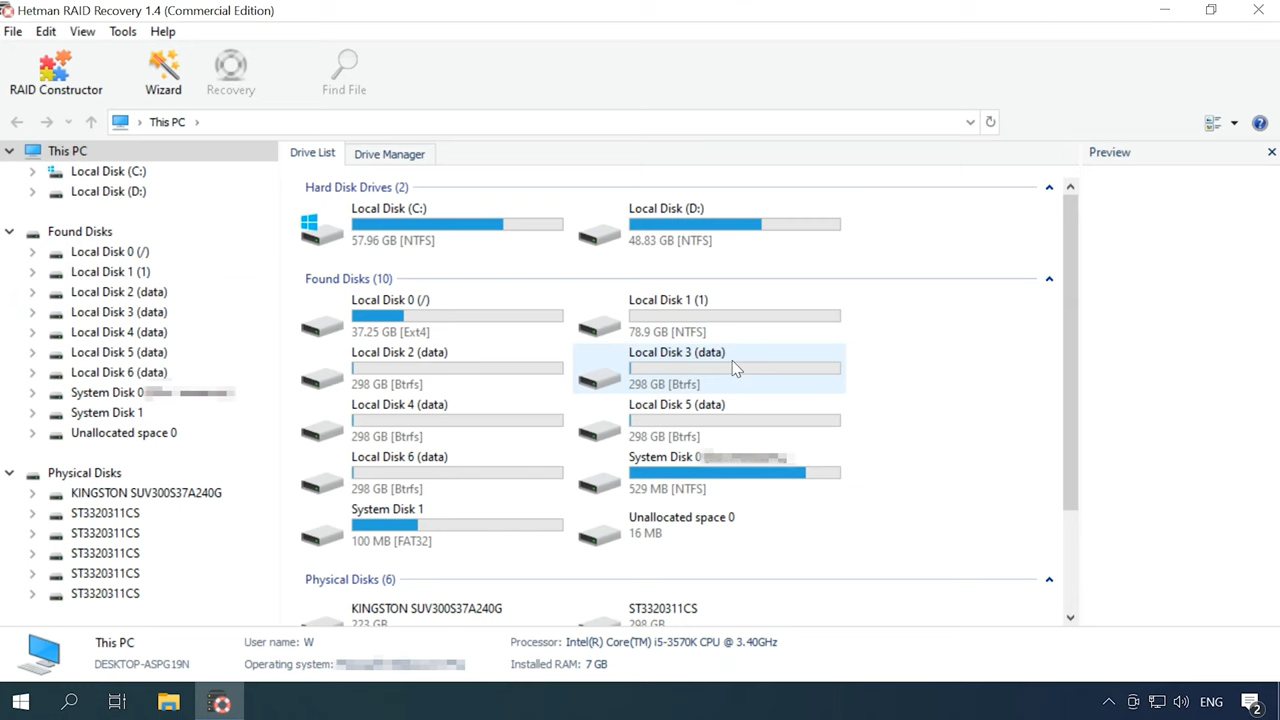 Hetman RAID Recovery 1.4 (Commercial Edition)
File Edit View Tools Help
RAID Constructor Wizard Recovery Find File
This PC
This PC
Local Disk (C:)
Local Disk (D:)
Found Disks
Local Disk 0 (/)
Local Disk 1 (1)
Local Disk 2 (data)
Local Disk 3 (data)
Local Disk 4 (data)
Local Disk 5 (data)
Local Disk 6 (data)
System Disk 0
System Disk 1
Unallocated space 0
Physical Disks
KINGSTON SUV300S37A240G
ST3320311CS
ST3320311CS
ST3320311CS
ST3320311CS
ST3320311CS
Drive List Drive Manager
Hard Disk Drives (2)
Local Disk (C:)
57.96 GB [NTFS]
Local Disk (D:)
48.83 GB [NTFS]
Found Disks (10)
Local Disk 0 (/)
37.25 GB [Ext4]
Local Disk 1 (1)
78.9 GB [NTFS]
Local Disk 2 (data)
298 GB [Btrfs]
Local Disk 3 (data)
298 GB [Btrfs]
Local Disk 4 (data)
298 GB [Btrfs]
Local Disk 5 (data)
298 GB [Btrfs]
Local Disk 6 (data)
298 GB [Btrfs]
System Disk 0
529 MB [NTFS]
System Disk 1
100 MB [FAT32]
Unallocated space 0
16 MB
Physical Disks (6)
KINGSTON SUV300S37A240G
223 GB
ST3320311CS
298 GB
Preview
This PC
DESKTOP-ASPG19N
User name: W
Operating system:
Processor: Intel(R) Core(TM) i5-3570K CPU @ 3.40GHz
Installed RAM: 7 GB
ENG
2